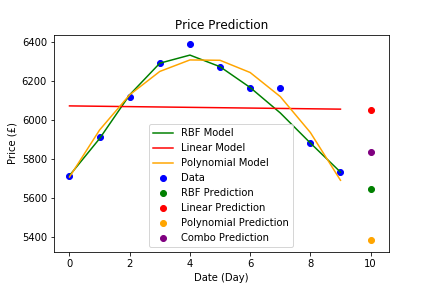 Price Prediction
6400
6200
6000
5800
5600
5400
Price (£)
RBF Model
Linear Model
Polynomial Model
Data
RBF Prediction
Linear Prediction
Polynomial Prediction
Combo Prediction
0 2 4 6 8 10
Date (Day)